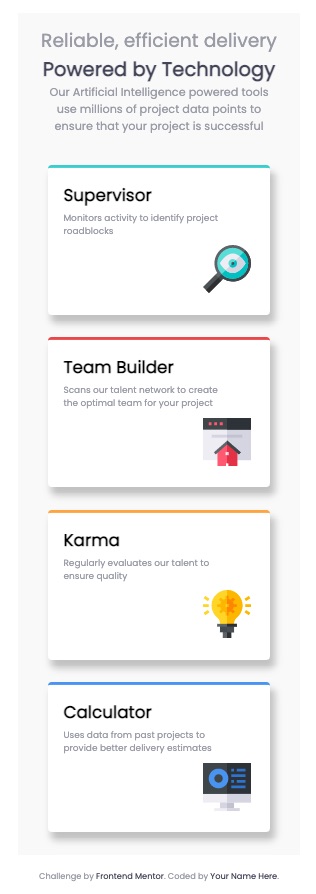 Reliable, efficient delivery
Powered by Technology
Our Artificial Intelligence powered tools
use millions of project data points to
ensure that your project is successful
Supervisor
Monitors activity to identify project
roadblocks
Team Builder
Scans our talent network to create
the optimal team for your project
Karma
Regularly evaluates our talent to
ensure quality
Calculator
Uses data from past projects to
provide better delivery estimates
Challenge by Frontend Mentor. Coded by Your Name Here.